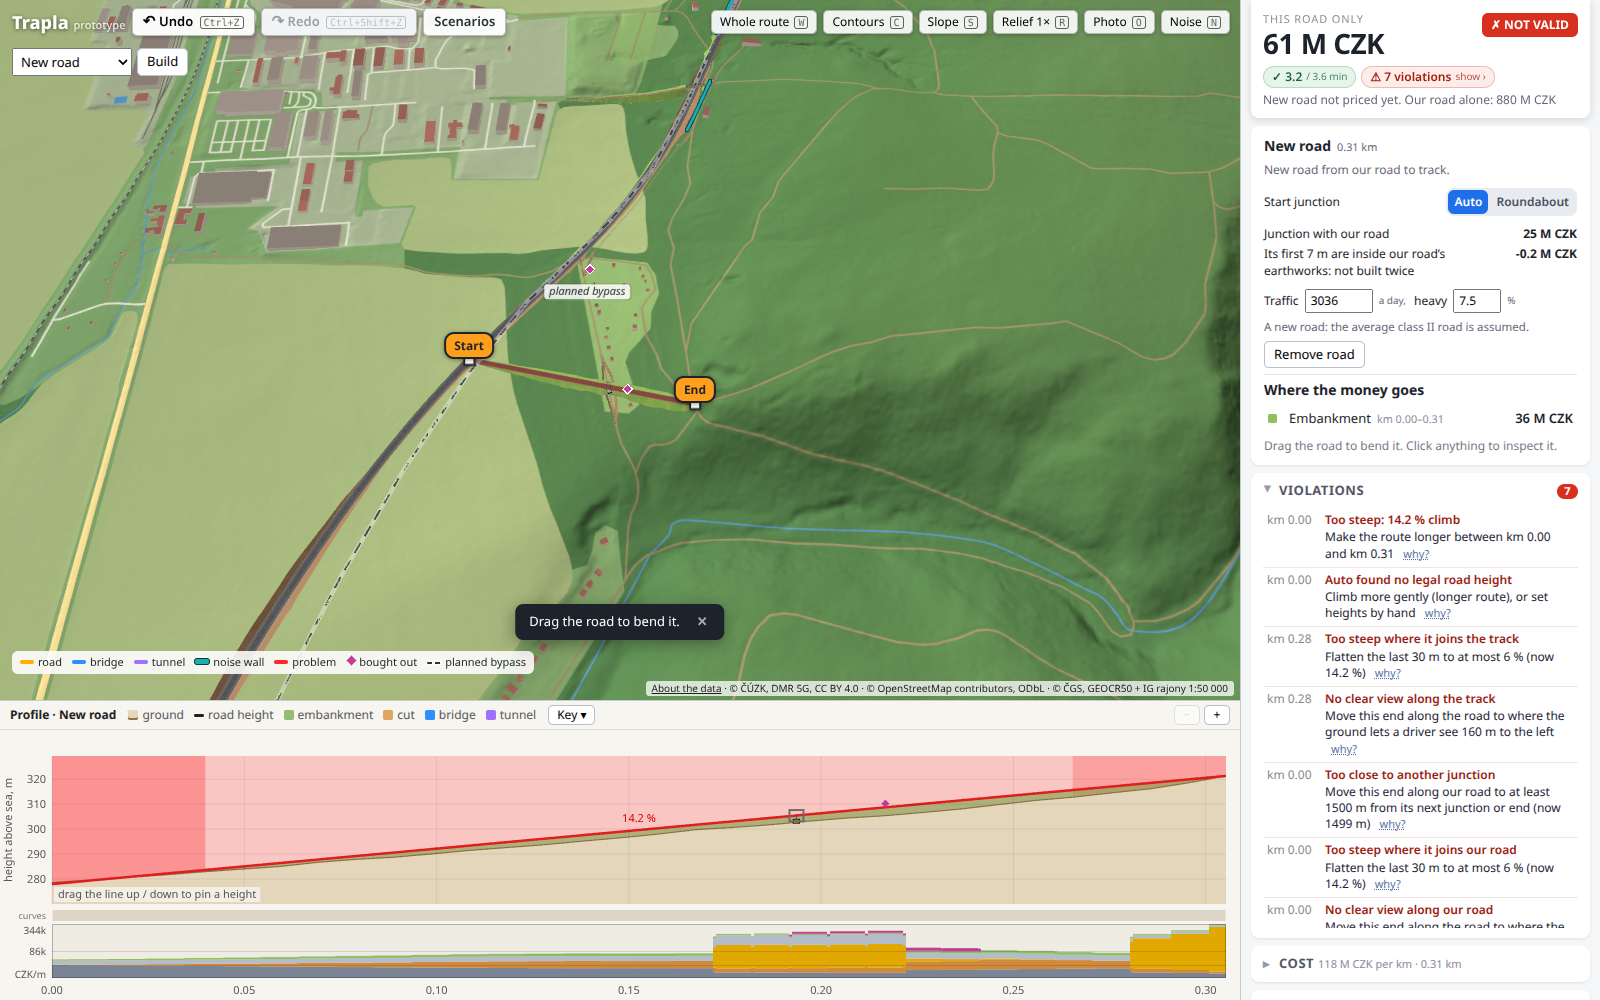 Trapla prototype
↶ Undo Ctrl+Z
↷ Redo Ctrl+Shift+Z
Scenarios
Whole route W
Contours C
Slope S
Relief 1× R
Photo O
Noise N
New road
Build
planned bypass
Start
End
Drag the road to bend it. ✕
road
bridge
tunnel
noise wall
problem
bought out
planned bypass
About the data · © ČÚZK, DMR 5G, CC BY 4.0 · © OpenStreetMap contributors, ODbL · © ČGS, GEOCR50 + IG rajony 1:50 000
Profile · New road
ground
road height
embankment
cut
bridge
tunnel
Key ▾
−
+
height above sea, m
320
310
300
290
280
14.2 %
drag the line up / down to pin a height
curves
344k
86k
CZK/m
0.00
0.05
0.10
0.15
0.20
0.25
0.30
THIS ROAD ONLY
61 M CZK
✗ NOT VALID
✓ 3.2 / 3.6 min
⚠ 7 violations show ›
New road not priced yet. Our road alone: 880 M CZK
New road 0.31 km
New road from our road to track.
Start junction
Auto
Roundabout
Junction with our road 25 M CZK
Its first 7 m are inside our road's -0.2 M CZK
earthworks: not built twice
Traffic 3036 a day, heavy 7.5 %
A new road: the average class II road is assumed.
Remove road
Where the money goes
Embankment km 0.00–0.31 36 M CZK
Drag the road to bend it. Click anything to inspect it.
▼ VIOLATIONS 7
km 0.00 Too steep: 14.2 % climb
Make the route longer between km 0.00
and km 0.31 why?
km 0.00 Auto found no legal road height
Climb more gently (longer route), or set
heights by hand why?
km 0.28 Too steep where it joins the track
Flatten the last 30 m to at most 6 % (now
14.2 %) why?
km 0.28 No clear view along the track
Move this end along the road to where the
ground lets a driver see 160 m to the left
why?
km 0.00 Too close to another junction
Move this end along our road to at least
1500 m from its next junction or end (now
1499 m) why?
km 0.00 Too steep where it joins our road
Flatten the last 30 m to at most 6 % (now
14.2 %) why?
km 0.00 No clear view along our road
Move this end along the road to where the
▶ COST 118 M CZK per km · 0.31 km